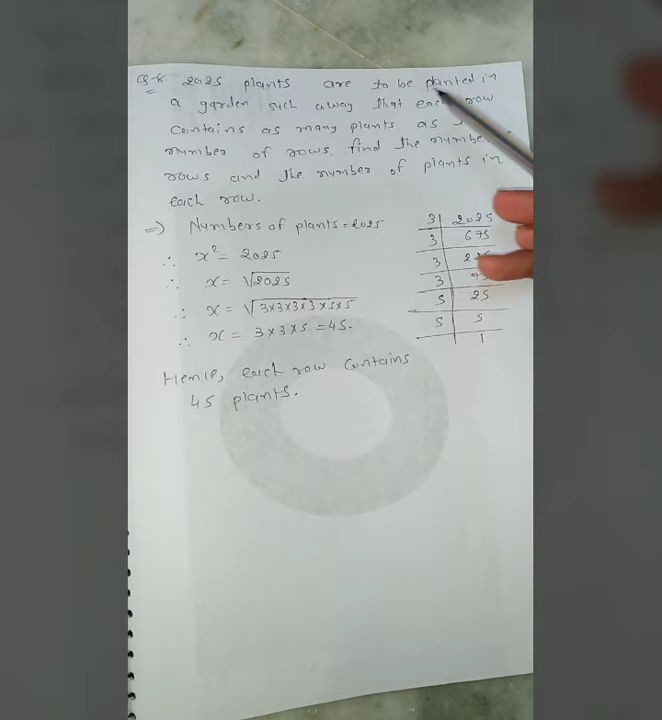 Q-8 2025 plants are to be planted in
a garden such away that each row
contains as many plants as
number of rows. find the number
rows and the number of plants in
each row.
=) Numbers of plants = 2025
∴ x² = 2025
∴ x = √2025
∴ x = √3×3×3×3×5×5
∴ x = 3×3×5 = 45.
Hence, each row contains
45 plants.
3 | 2025
3 | 675
3 |
3 |
5 | 25
5 | 5
1